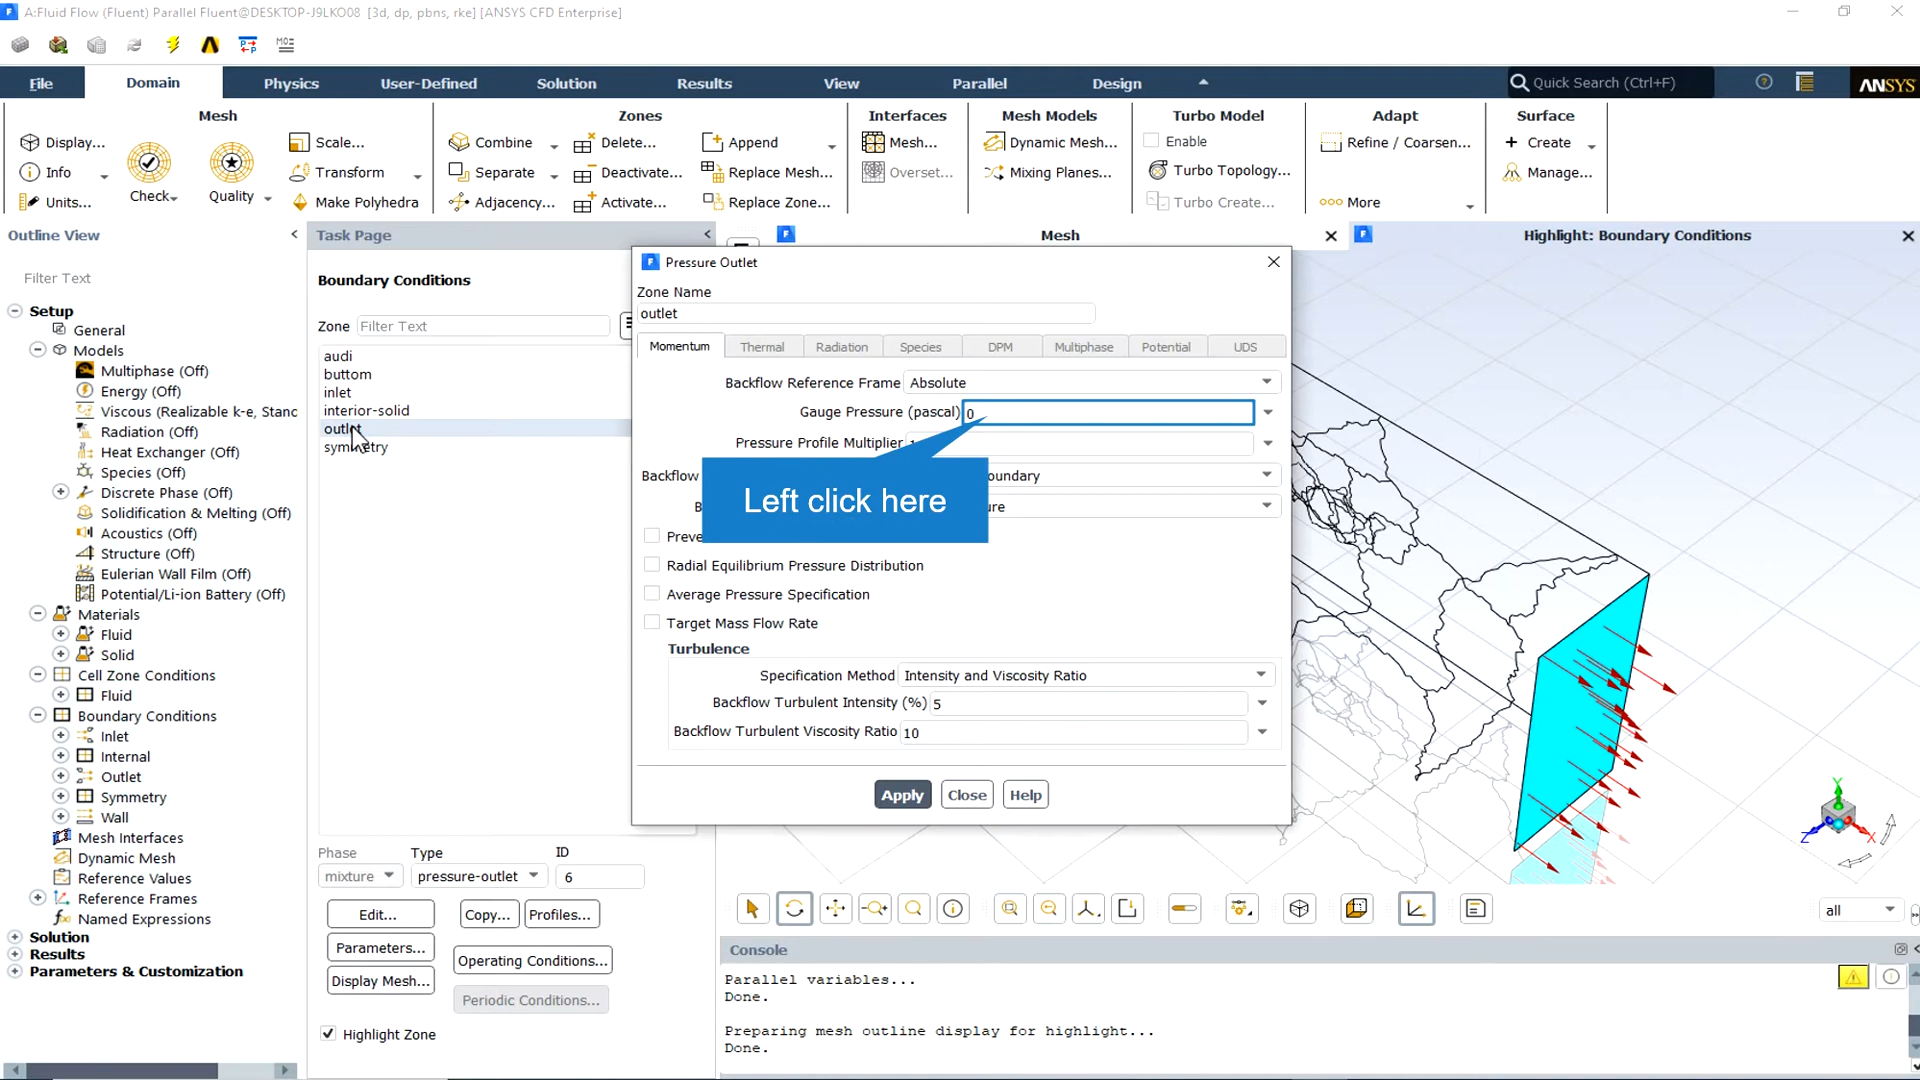 A:Fluid Flow (Fluent) Parallel Fluent@DESKTOP-J9LKO08 [3d, dp, pbns, rke] [ANSYS CFD Enterprise]
File
Domain
Physics
User-Defined
Solution
Results
View
Parallel
Design
Quick Search (Ctrl+F)
ANSYS
Mesh
Display...
Info
Units...
Check
Quality
Scale...
Transform
Make Polyhedra
Zones
Combine
Separate
Adjacency...
Delete...
Deactivate...
Activate...
Append
Replace Mesh...
Replace Zone...
Interfaces
Mesh...
Overset...
Mesh Models
Dynamic Mesh...
Mixing Planes...
Turbo Model
Enable
Turbo Topology...
Turbo Create...
Adapt
Refine / Coarsen...
More
Surface
Create
Manage...
Outline View
Filter Text
Setup
General
Models
Multiphase (Off)
Energy (Off)
Viscous (Realizable k-e, Stanc
Radiation (Off)
Heat Exchanger (Off)
Species (Off)
Discrete Phase (Off)
Solidification & Melting (Off)
Acoustics (Off)
Structure (Off)
Eulerian Wall Film (Off)
Potential/Li-ion Battery (Off)
Materials
Fluid
Solid
Cell Zone Conditions
Fluid
Boundary Conditions
Inlet
Internal
Outlet
Symmetry
Wall
Mesh Interfaces
Dynamic Mesh
Reference Values
Reference Frames
Named Expressions
Solution
Results
Parameters & Customization
Task Page
Boundary Conditions
Zone Filter Text
audi
buttom
inlet
interior-solid
outlet
symmetry
Phase Type ID
mixture pressure-outlet 6
Edit... Copy... Profiles...
Parameters... Operating Conditions...
Display Mesh... Periodic Conditions...
Highlight Zone
Mesh
Highlight: Boundary Conditions
Pressure Outlet
Zone Name
outlet
Momentum Thermal Radiation Species DPM Multiphase Potential UDS
Backflow Reference Frame Absolute
Gauge Pressure (pascal) 0
Pressure Profile Multiplier
Backflow oundary
B ure
Left click here
Preve
Radial Equilibrium Pressure Distribution
Average Pressure Specification
Target Mass Flow Rate
Turbulence
Specification Method Intensity and Viscosity Ratio
Backflow Turbulent Intensity (%) 5
Backflow Turbulent Viscosity Ratio 10
Apply Close Help
Y
Z
X
all
Console
Parallel variables...
Done.
Preparing mesh outline display for highlight...
Done.